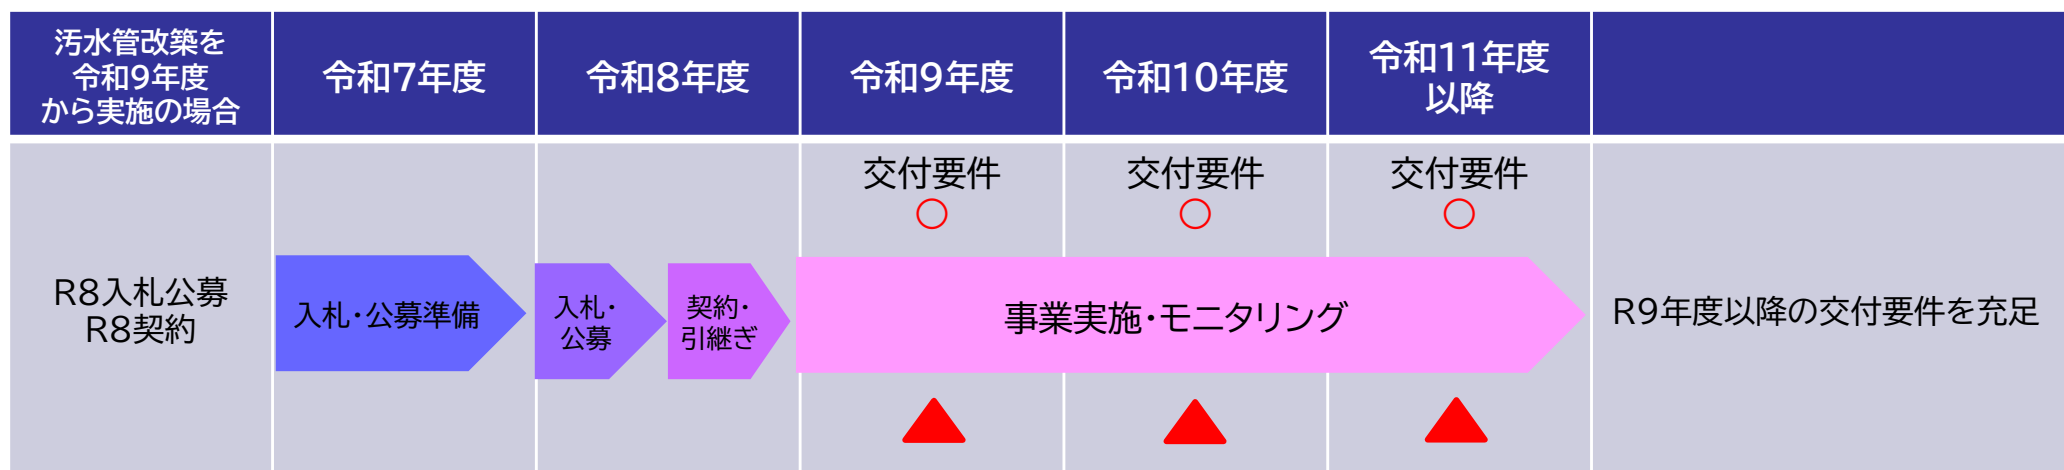 汚水管改築を
令和9年度
から実施の場合
令和7年度
令和8年度
令和9年度
令和10年度
令和11年度
以降
R8入札公募
R8契約
入札・公募準備
入札・
公募
契約・
引継ぎ
交付要件
○
交付要件
○
交付要件
○
事業実施・モニタリング
R9年度以降の交付要件を充足